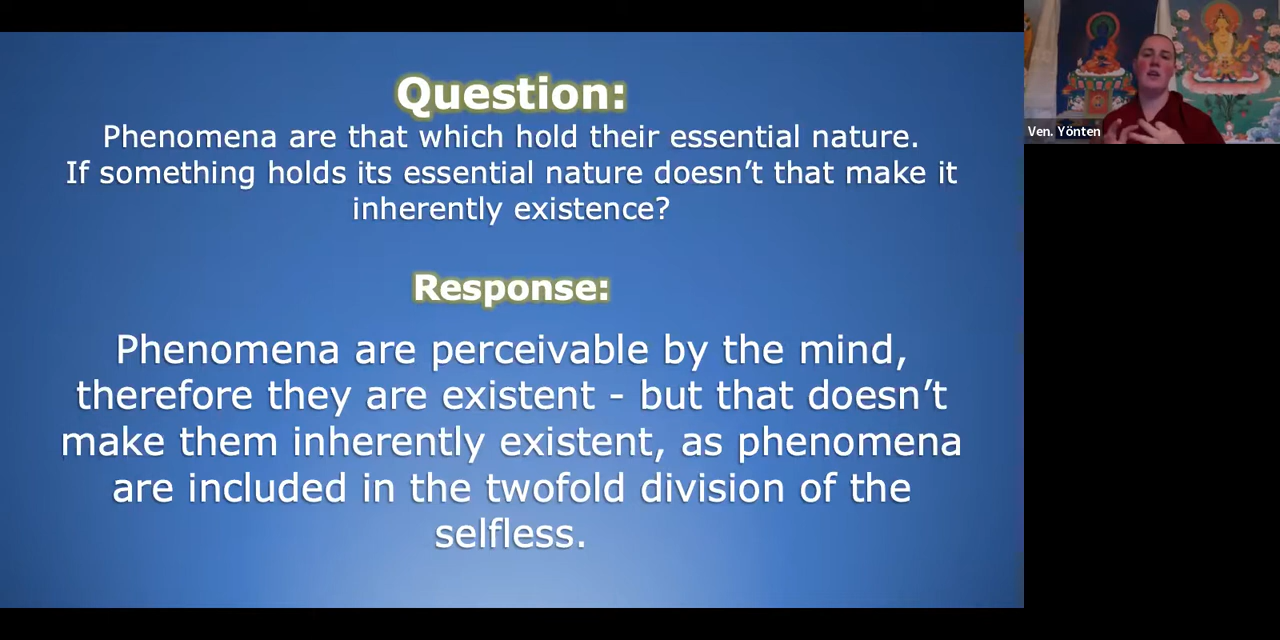 Question:
Phenomena are that which hold their essential nature.
If something holds its essential nature doesn’t that make it
inherently existence?
Response:
Phenomena are perceivable by the mind,
therefore they are existent - but that doesn’t
make them inherently existent, as phenomena
are included in the twofold division of the
selfless.
Ven. Yönten